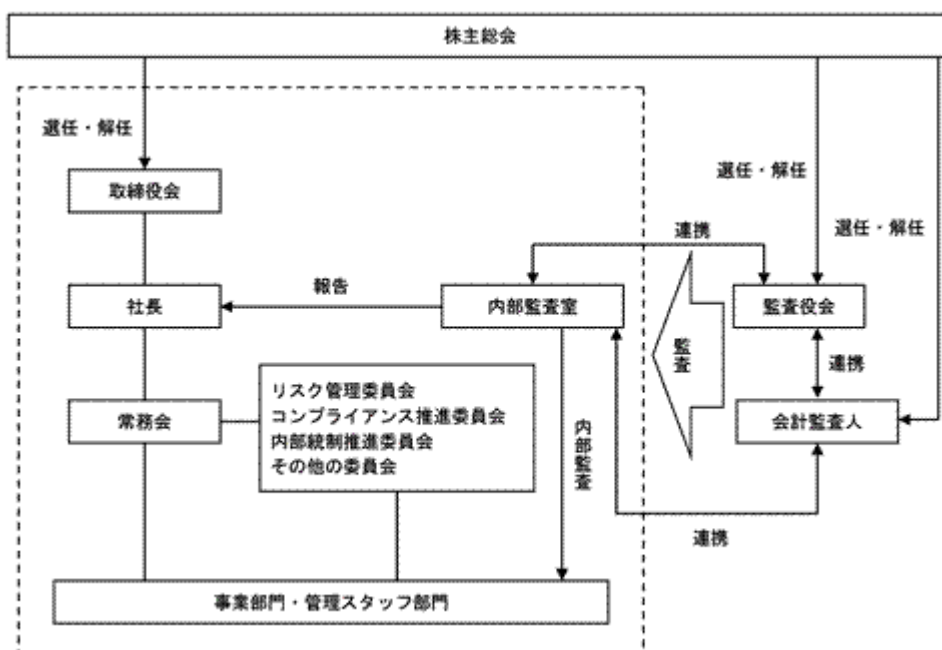 株主総会
選任・解任
選任・解任
選任・解任
取締役会
連携
報告
社長
内部監査室
監査役会
監査
連携
リスク管理委員会
コンプライアンス推進委員会
内部統制推進委員会
その他の委員会
常務会
会計監査人
内部監査
連携
事業部門・管理スタッフ部門